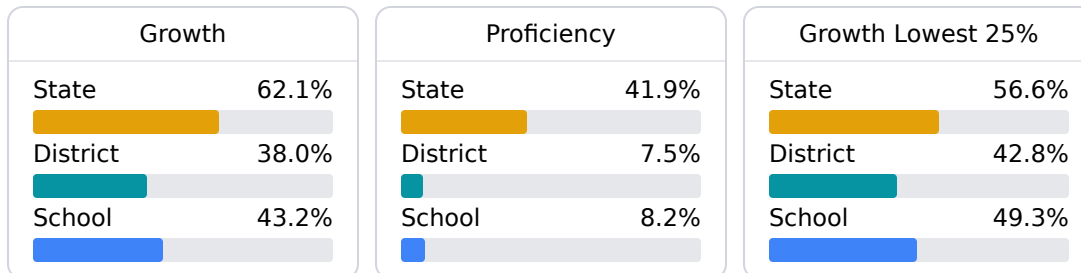 Growth
State 62.1%
District 38.0%
School 43.2%
Proficiency
State 41.9%
District 7.5%
School 8.2%
Growth Lowest 25%
State 56.6%
District 42.8%
School 49.3%